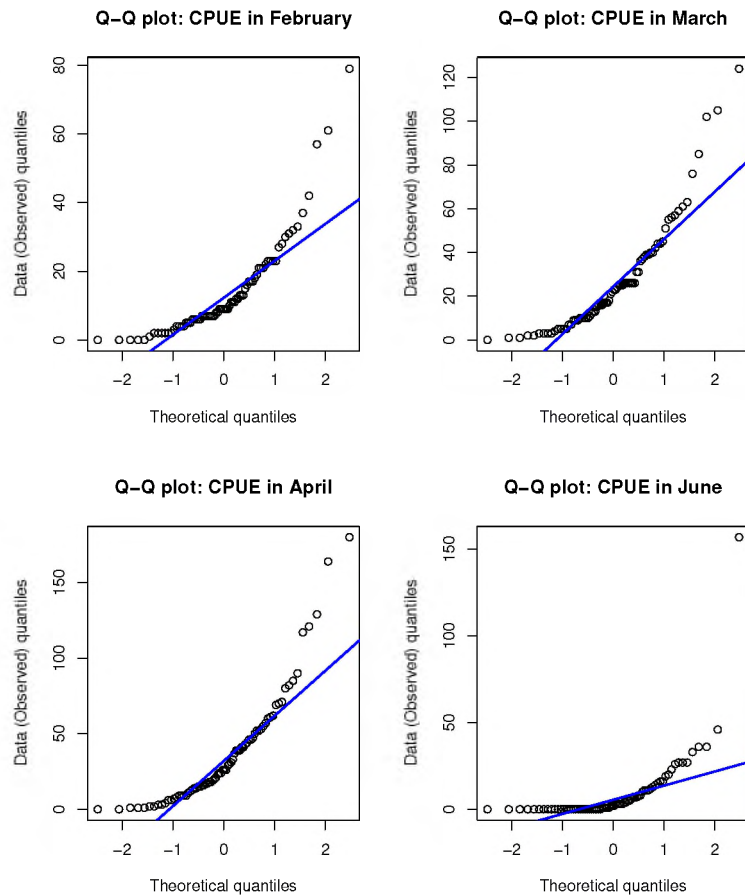 Q−Q plot: CPUE in February
Data (Observed) quantiles
80
60
40
20
0
−2 −1 0 1 2
Theoretical quantiles
Q−Q plot: CPUE in March
Data (Observed) quantiles
120
100
80
60
40
20
0
−2 −1 0 1 2
Theoretical quantiles
Q−Q plot: CPUE in April
Data (Observed) quantiles
150
100
50
0
−2 −1 0 1 2
Theoretical quantiles
Q−Q plot: CPUE in June
Data (Observed) quantiles
150
100
50
0
−2 −1 0 1 2
Theoretical quantiles